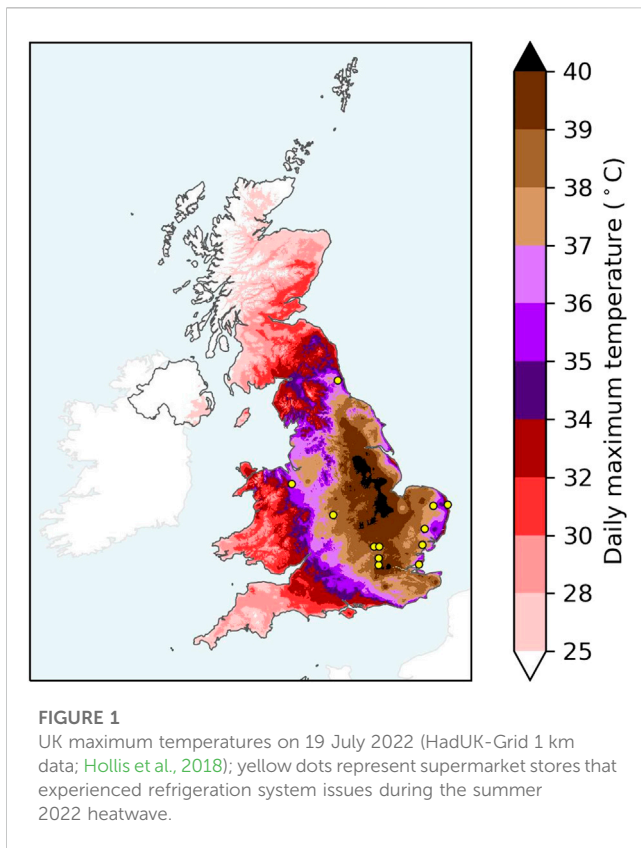 40
39
38
37
36
35
34
32
30
28
25
Daily maximum temperature (°C)
FIGURE 1
UK maximum temperatures on 19 July 2022 (HadUK-Grid 1 km
data; Hollis et al., 2018); yellow dots represent supermarket stores that
experienced refrigeration system issues during the summer
2022 heatwave.